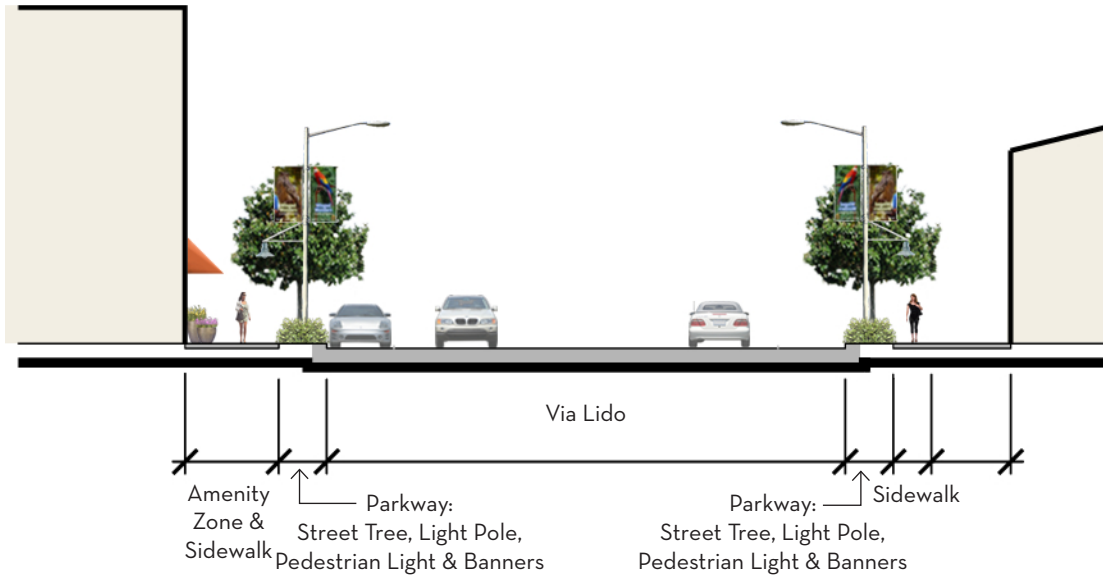 Via Lido
Amenity
Zone &
Sidewalk
Parkway:
Street Tree, Light Pole,
Pedestrian Light & Banners
Parkway:
Street Tree, Light Pole,
Pedestrian Light & Banners
Sidewalk